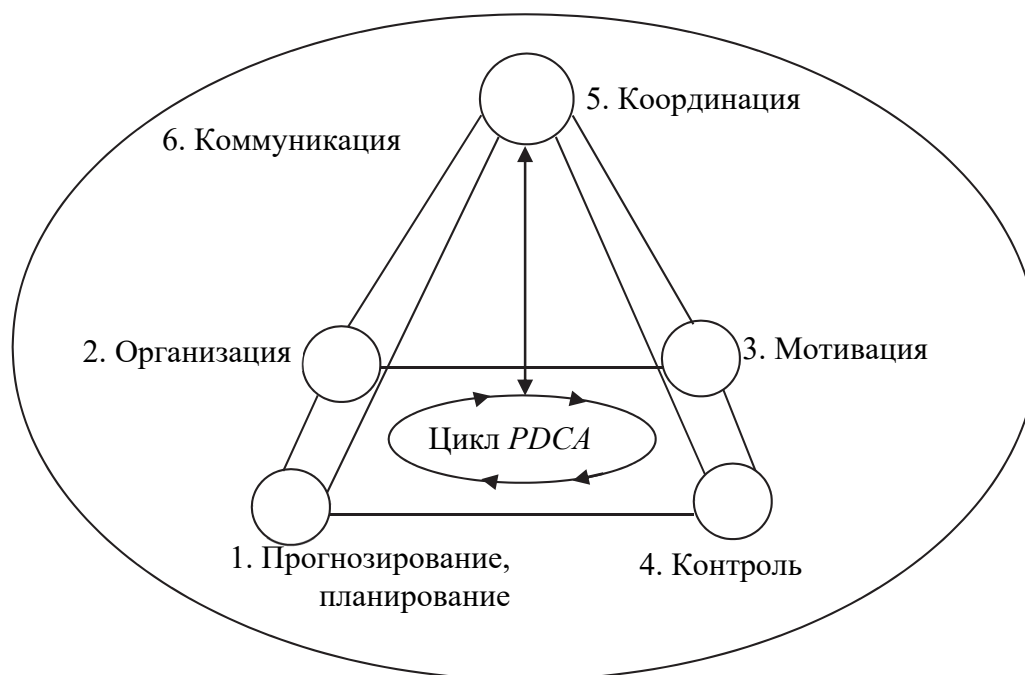 5. Координация
6. Коммуникация
2. Организация
3. Мотивация
Цикл PDCA
1. Прогнозирование,
планирование
4. Контроль